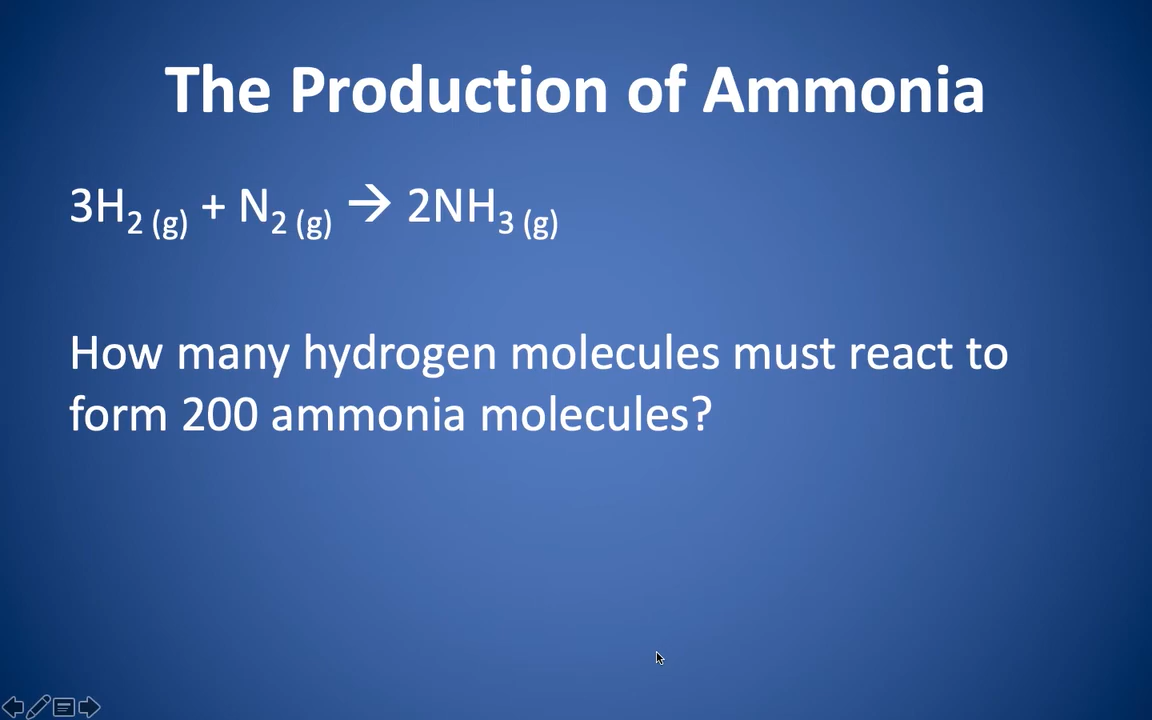 The Production of Ammonia
3H₂ (g) + N₂ (g) → 2NH₃ (g)
How many hydrogen molecules must react to
form 200 ammonia molecules?